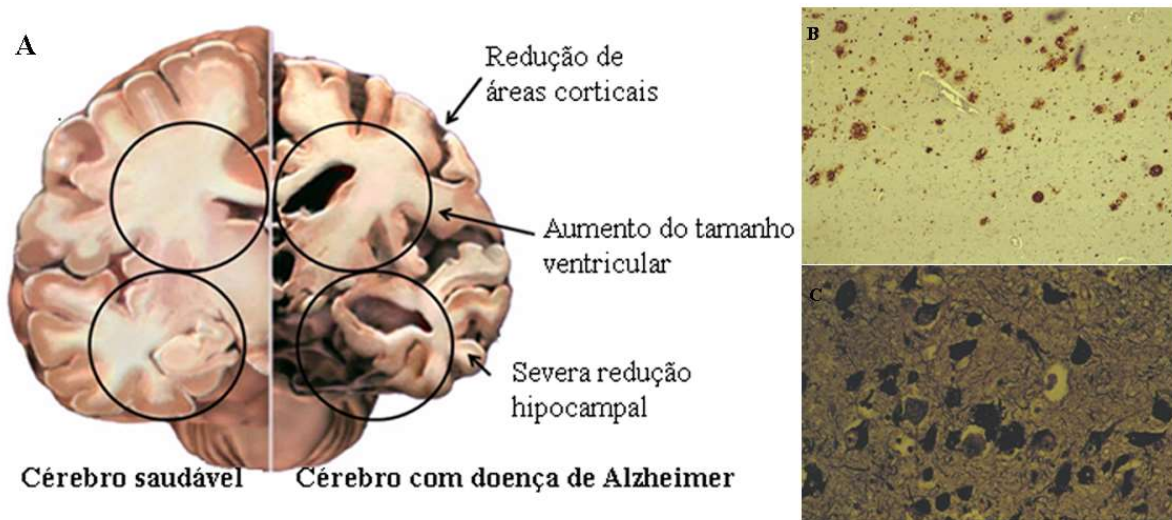 A
Redução de
áreas corticais
Aumento do tamanho
ventricular
Severa redução
hipocampal
Cérebro saudável
Cérebro com doença de Alzheimer
B
C